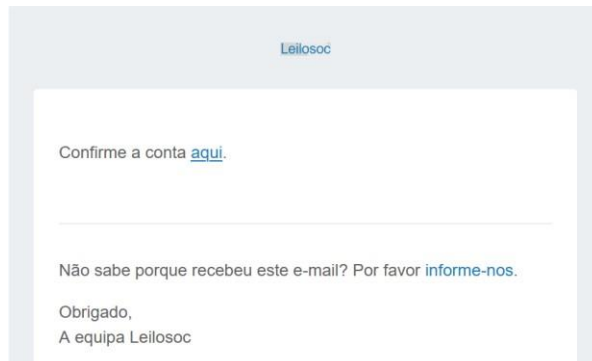 Leilosoc
Confirme a conta aqui.
Não sabe porque recebeu este e-mail? Por favor informe-nos.
Obrigado,
A equipa Leilosoc